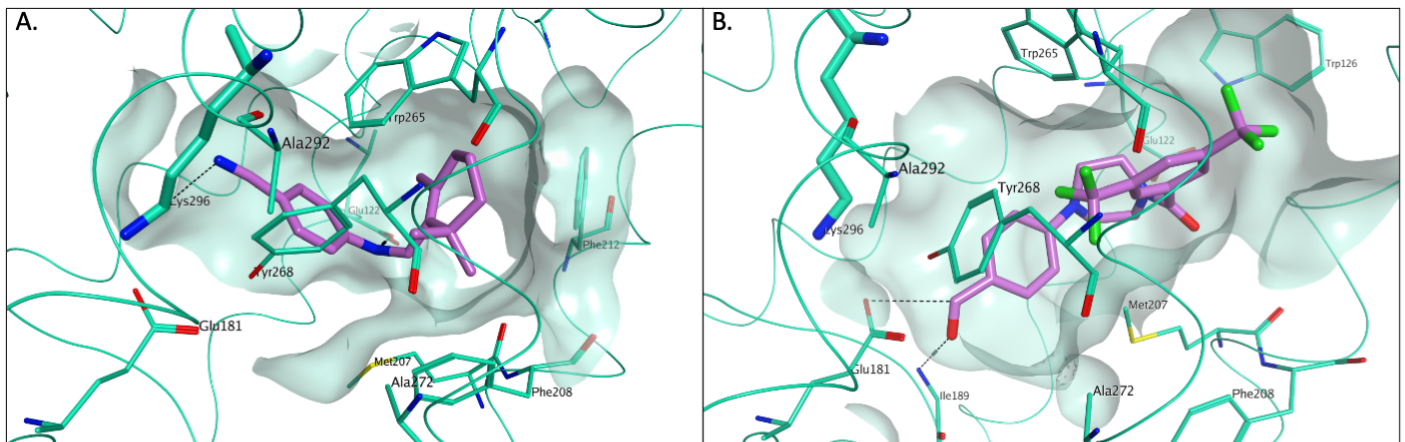 A.
Trp265
Ala292
Lys296
Glu122
Phe212
Tyr268
Glu181
Met207
Ala272
Phe208
B.
Trp265
Trp126
Glu122
Ala292
Tyr268
Lys296
Met207
Glu181
Ile189
Ala272
Phe208